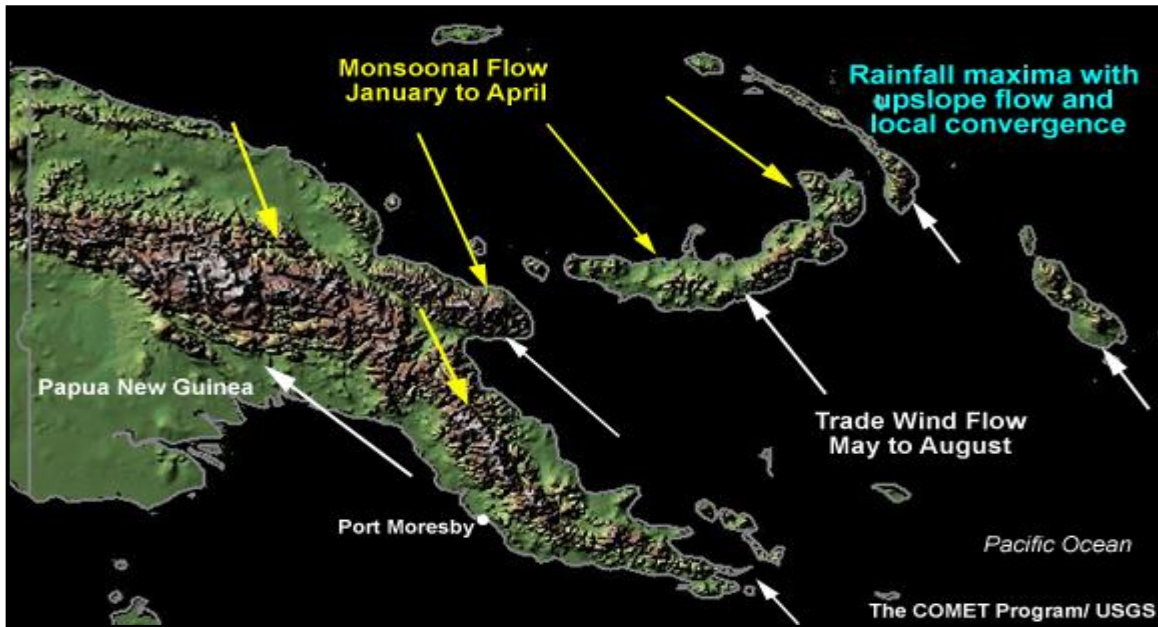 Monsoonal Flow
January to April
Rainfall maxima with
upslope flow and
local convergence
Papua New Guinea
Trade Wind Flow
May to August
Port Moresby
Pacific Ocean
The COMET Program/ USGS